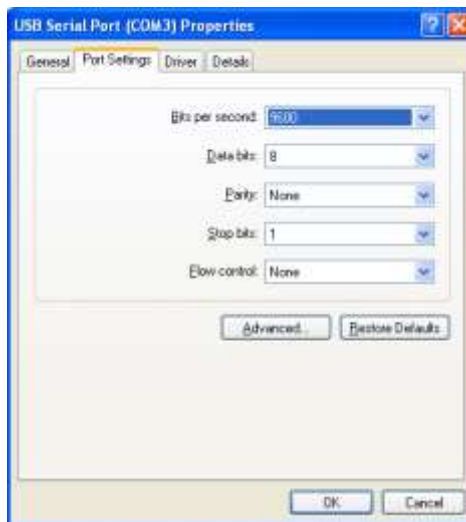 USB Serial Port (COM3) Properties
General Port Settings Driver Details
Bits per second: 9600
Data bits: 8
Parity: None
Stop bits: 1
Flow control: None
Advanced... Restore Defaults
OK Cancel